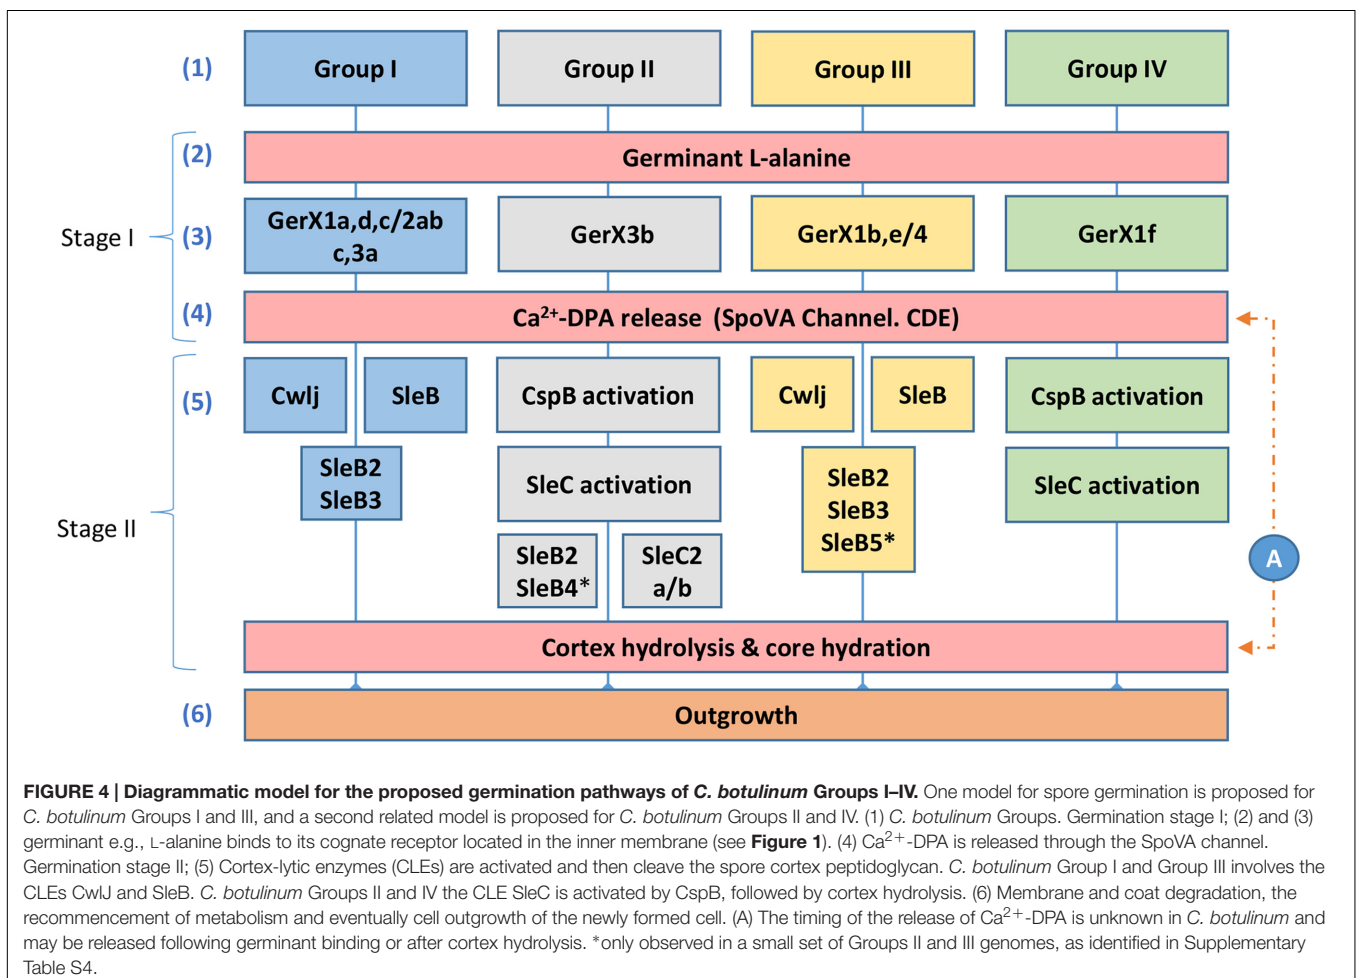 (1)
Group I
Group II
Group III
Group IV
(2)
Germinant L-alanine
Stage I
(3)
GerX1a,d,c/2ab
c,3a
GerX3b
GerX1b,e/4
GerX1f
(4)
Ca²⁺-DPA release (SpoVA Channel. CDE)
(5)
Cwlj
SleB
CspB activation
Cwlj
SleB
CspB activation
SleB2
SleB3
SleC activation
SleB2
SleB3
SleB5*
SleC activation
Stage II
SleB2
SleB4*
SleC2
a/b
A
Cortex hydrolysis & core hydration
(6)
Outgrowth
FIGURE 4 | Diagrammatic model for the proposed germination pathways of C. botulinum Groups I–IV. One model for spore germination is proposed for
C. botulinum Groups I and III, and a second related model is proposed for C. botulinum Groups II and IV. (1) C. botulinum Groups. Germination stage I; (2) and (3)
germinant e.g., L-alanine binds to its cognate receptor located in the inner membrane (see Figure 1). (4) Ca²⁺-DPA is released through the SpoVA channel.
Germination stage II; (5) Cortex-lytic enzymes (CLEs) are activated and then cleave the spore cortex peptidoglycan. C. botulinum Group I and Group III involves the
CLEs CwlJ and SleB. C. botulinum Groups II and IV the CLE SleC is activated by CspB, followed by cortex hydrolysis. (6) Membrane and coat degradation, the
recommencement of metabolism and eventually cell outgrowth of the newly formed cell. (A) The timing of the release of Ca²⁺-DPA is unknown in C. botulinum and
may be released following germinant binding or after cortex hydrolysis. *only observed in a small set of Groups II and III genomes, as identified in Supplementary
Table S4.